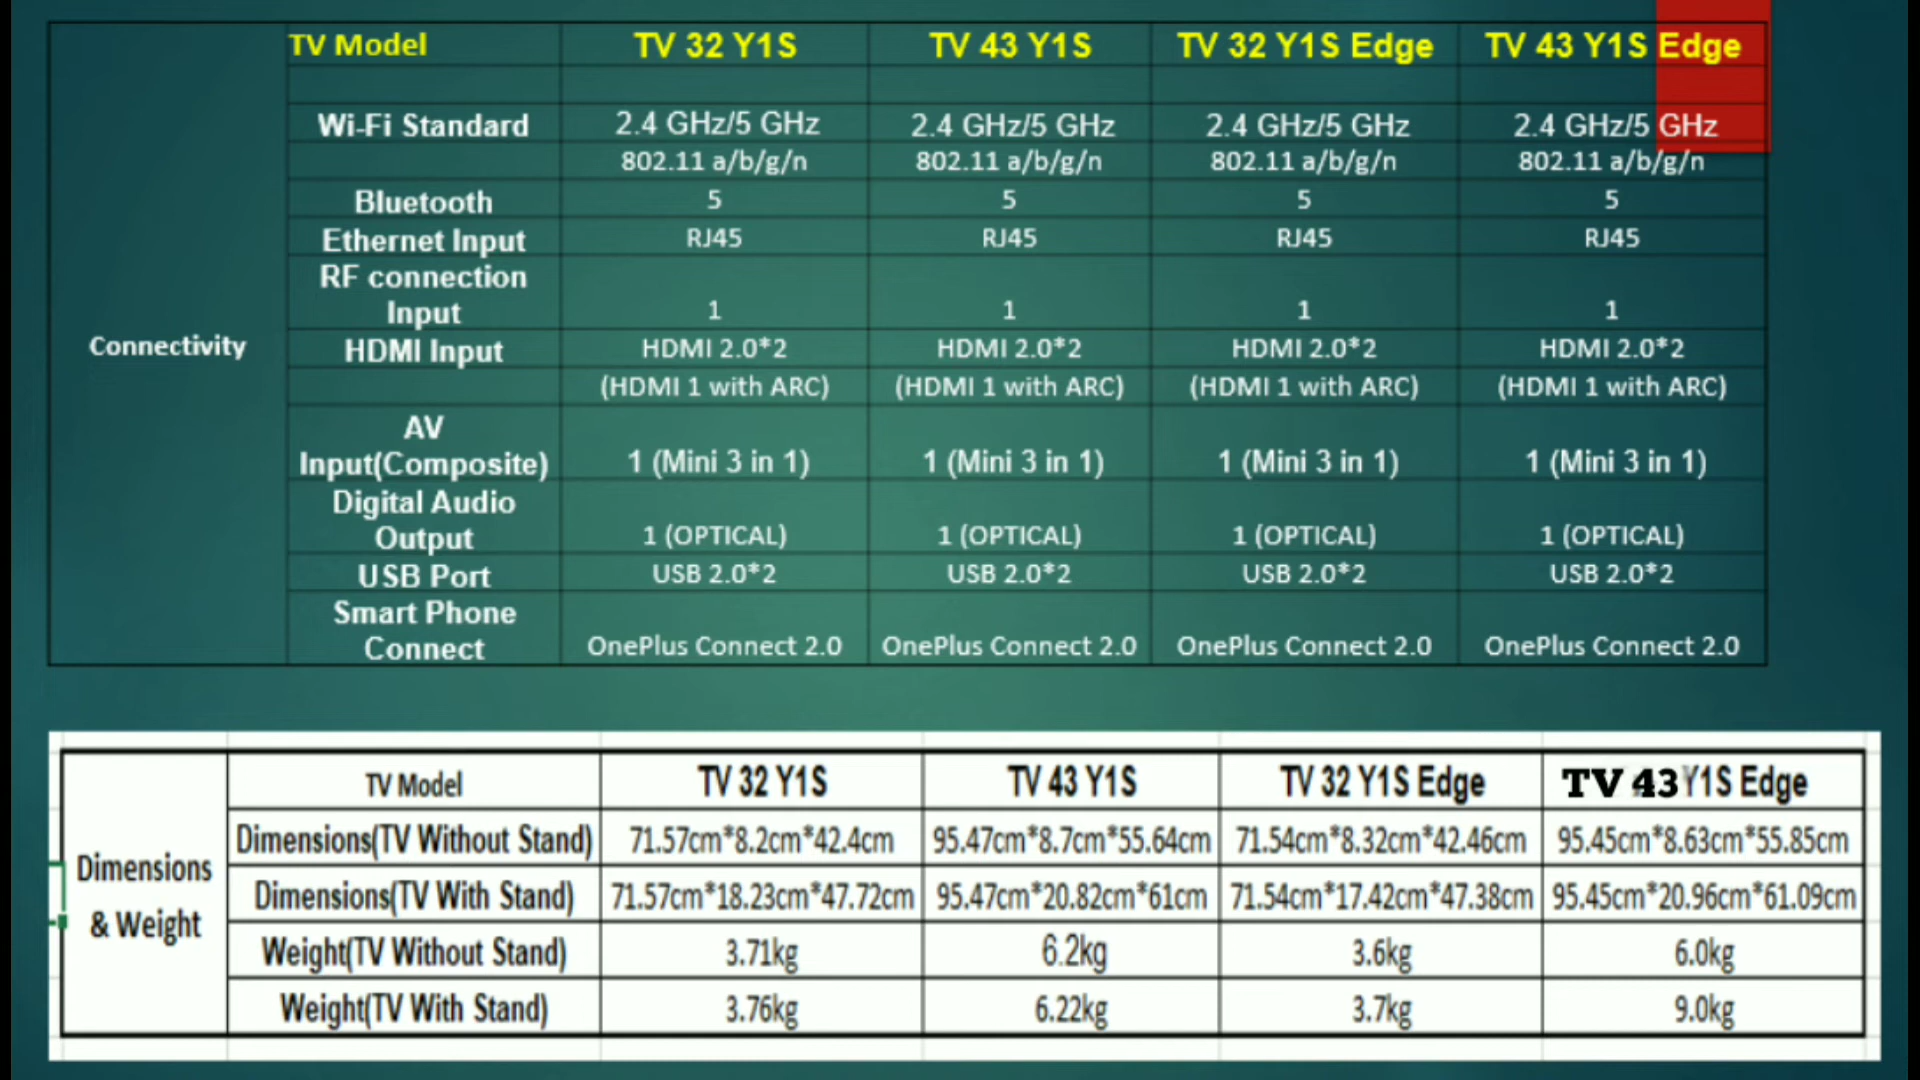 TV Model TV 32 Y1S TV 43 Y1S TV 32 Y1S Edge TV 43 Y1S Edge
Wi-Fi Standard 2.4 GHz/5 GHz 2.4 GHz/5 GHz 2.4 GHz/5 GHz 2.4 GHz/5 GHz
802.11 a/b/g/n 802.11 a/b/g/n 802.11 a/b/g/n 802.11 a/b/g/n
Bluetooth 5 5 5 5
Ethernet Input RJ45 RJ45 RJ45 RJ45
RF connection
Input 1 1 1 1
Connectivity
HDMI Input HDMI 2.0*2 HDMI 2.0*2 HDMI 2.0*2 HDMI 2.0*2
(HDMI 1 with ARC) (HDMI 1 with ARC) (HDMI 1 with ARC) (HDMI 1 with ARC)
AV
Input(Composite) 1 (Mini 3 in 1) 1 (Mini 3 in 1) 1 (Mini 3 in 1) 1 (Mini 3 in 1)
Digital Audio
Output 1 (OPTICAL) 1 (OPTICAL) 1 (OPTICAL) 1 (OPTICAL)
USB Port USB 2.0*2 USB 2.0*2 USB 2.0*2 USB 2.0*2
Smart Phone
Connect OnePlus Connect 2.0 OnePlus Connect 2.0 OnePlus Connect 2.0 OnePlus Connect 2.0
TV Model TV 32 Y1S TV 43 Y1S TV 32 Y1S Edge TV 43 Y1S Edge
Dimensions(TV Without Stand) 71.57cm*8.2cm*42.4cm 95.47cm*8.7cm*55.64cm 71.54cm*8.32cm*42.46cm 95.45cm*8.63cm*55.85cm
Dimensions
& Weight
Dimensions(TV With Stand) 71.57cm*18.23cm*47.72cm 95.47cm*20.82cm*61cm 71.54cm*17.42cm*47.38cm 95.45cm*20.96cm*61.09cm
Weight(TV Without Stand) 3.71kg 6.2kg 3.6kg 6.0kg
Weight(TV With Stand) 3.76kg 6.22kg 3.7kg 9.0kg